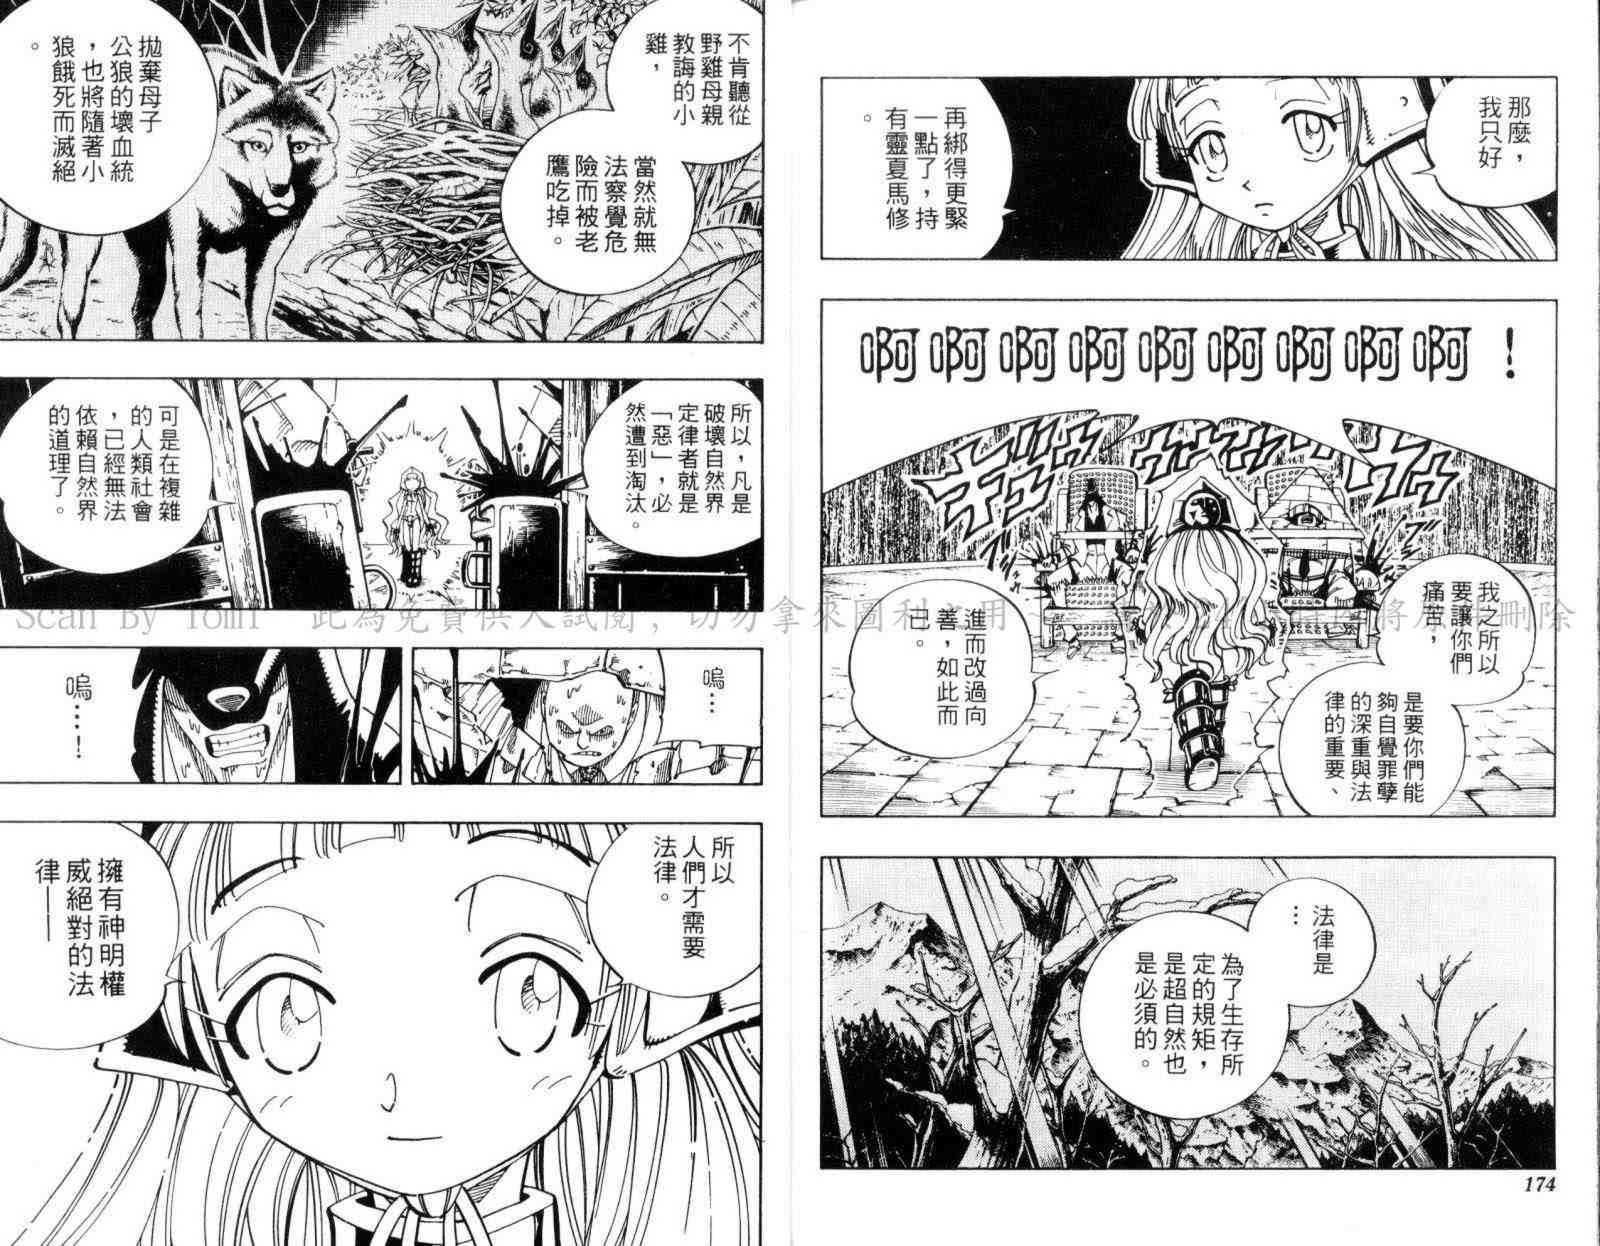 那麼，
我只好
再綁得更緊
一點了，持
有靈夏馬修
。
啊啊啊啊啊啊啊啊啊！
我之所以
要讓你們
痛苦，
是要你們能
夠自覺罪孽
的深重與法
律的重要、
進而改過向
善，如此而
已。
法律是
…
為了生存所
定的規矩，
是超自然也
是必須的。
174
不肯聽從
野雞母親
教誨的小
雞，
當然就無
法察覺危
險而被老
鷹吃掉。
拋棄母子
公狼的壞血統
，也將隨著小
狼餓死而滅絕
。
所以，凡是
破壞自然界
定律者就是
「惡」，必
然遭到淘汰。
可是在複雜
的人類社會
，已經無法
依賴自然界
的道理了。
嗚…
嗚…！
所以
人們才需要
法律。
擁有神明權
威絕對的法
律——
Scan By Tom1 此為免費供人試閱，切勿拿來圖利之用